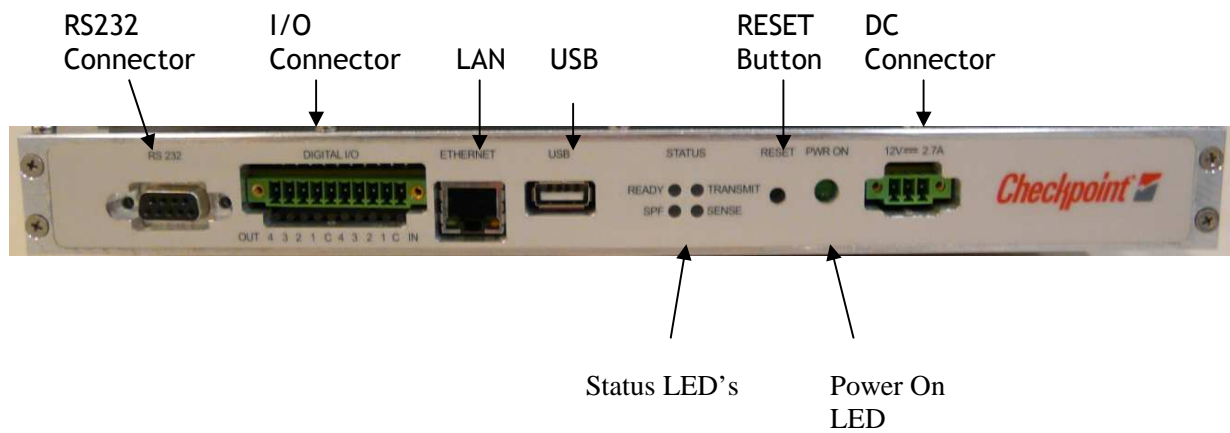 RS232
Connector
I/O
Connector
LAN
USB
RESET
Button
DC
Connector
RS 232
DIGITAL I/O
ETHERNET
USB
STATUS
RESET
PWR ON
12V⎓ 2.7A
READY
TRANSMIT
SPF
SENSE
Checkpoint
OUT 4 3 2 1 C 4 3 2 1 C IN
Status LED's
Power On
LED